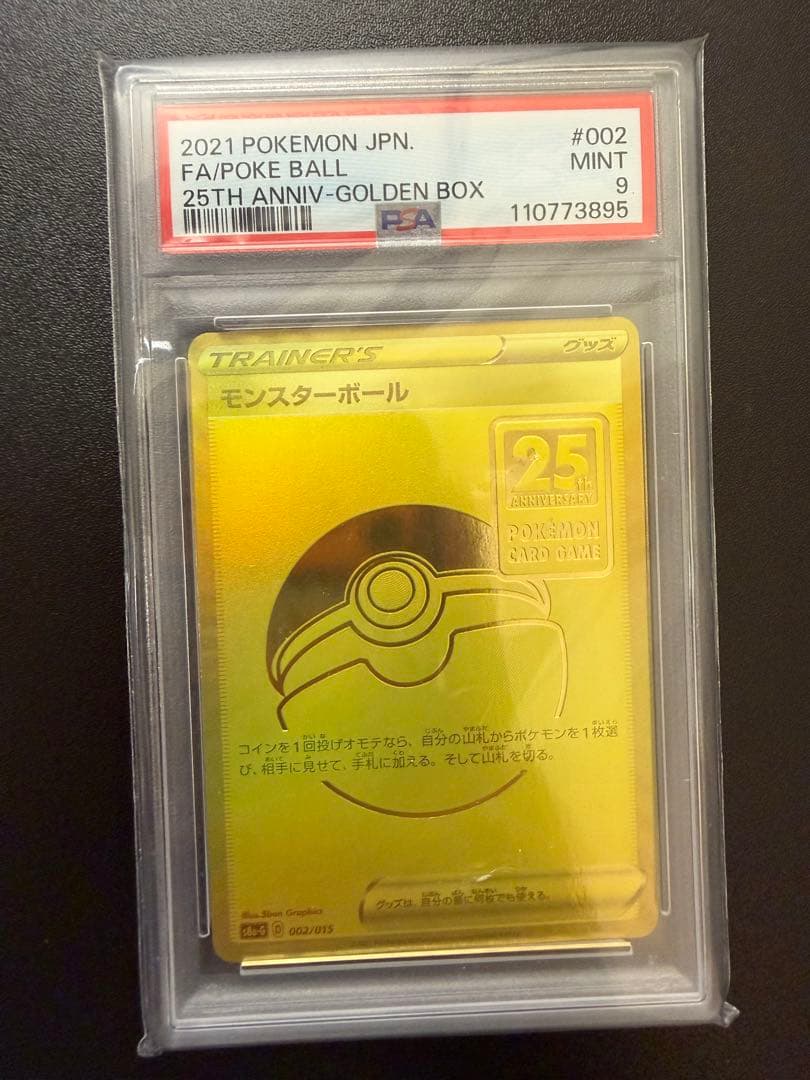 2021 POKEMON JPN. #002
FA/POKE BALL MINT
25TH ANNIV-GOLDEN BOX 9
PSA 110773895
TRAINER'S グッズ
モンスターボール
25th
ANNIVERSARY
POKÉMON
CARD GAME
コインを1回投げオモテなら、自分の山札からポケモンを1枚選
び、相手に見せて、手札に加える。そして山札を切る。
グッズは、自分の番に何枚でも使える。
Illus. 5ban Graphics
s8a-G D 002/015